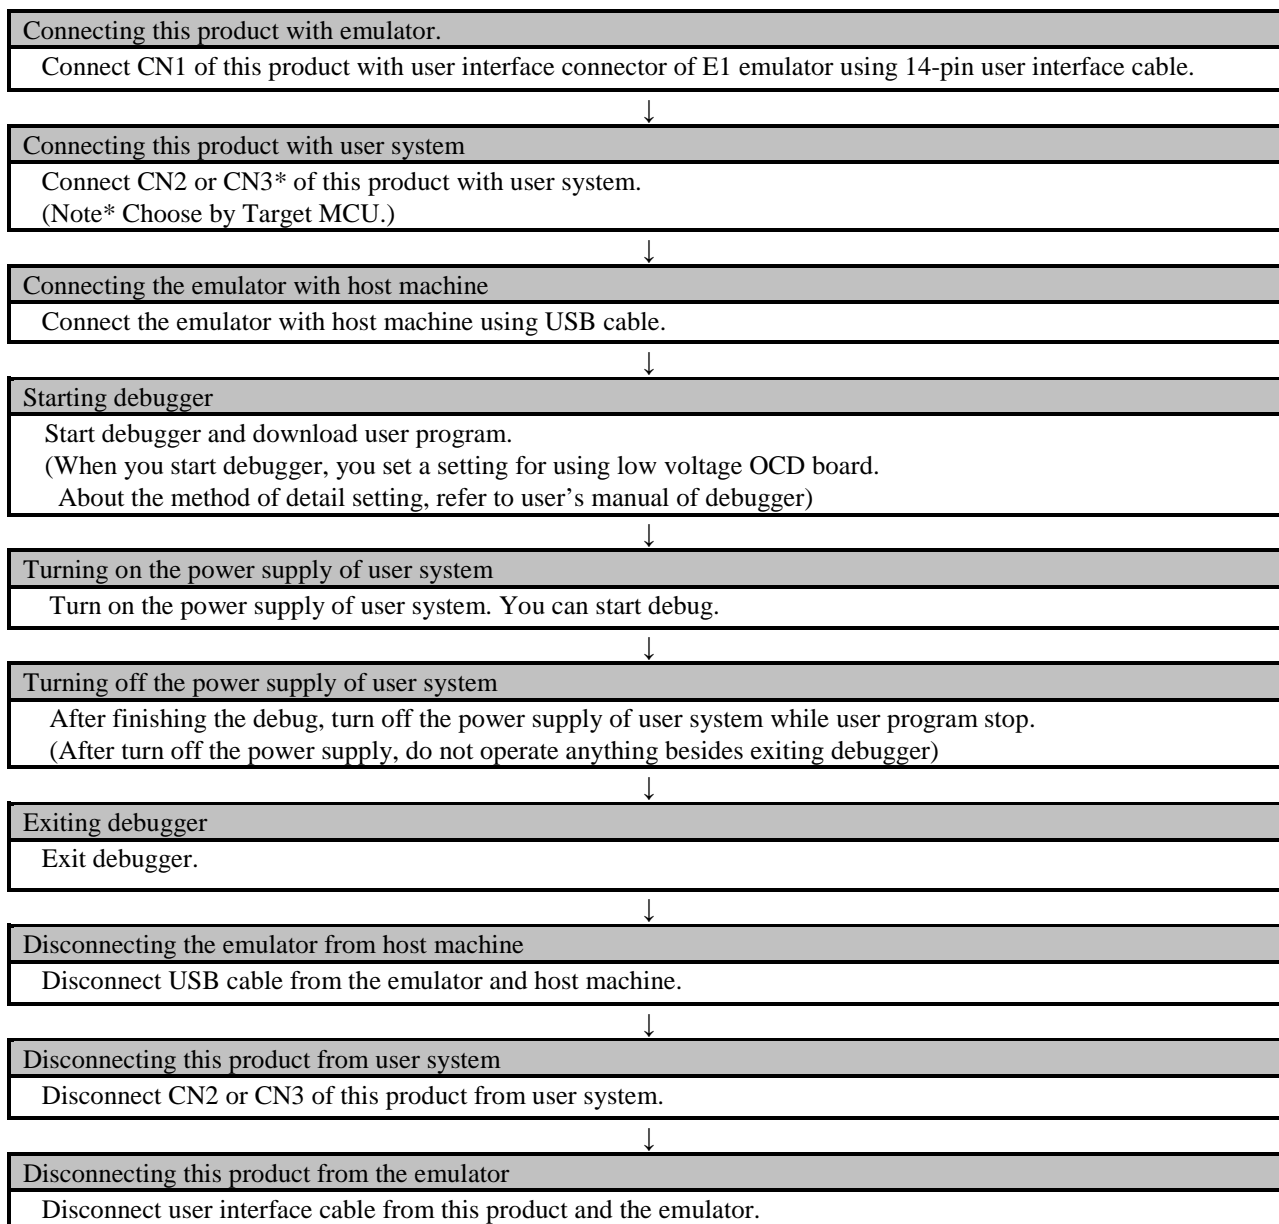 Connecting this product with emulator.
Connect CN1 of this product with user interface connector of E1 emulator using 14-pin user interface cable.
↓
Connecting this product with user system
Connect CN2 or CN3* of this product with user system.
(Note* Choose by Target MCU.)
↓
Connecting the emulator with host machine
Connect the emulator with host machine using USB cable.
↓
Starting debugger
Start debugger and download user program.
(When you start debugger, you set a setting for using low voltage OCD board.
About the method of detail setting, refer to user’s manual of debugger)
↓
Turning on the power supply of user system
Turn on the power supply of user system. You can start debug.
↓
Turning off the power supply of user system
After finishing the debug, turn off the power supply of user system while user program stop.
(After turn off the power supply, do not operate anything besides exiting debugger)
↓
Exiting debugger
Exit debugger.
↓
Disconnecting the emulator from host machine
Disconnect USB cable from the emulator and host machine.
↓
Disconnecting this product from user system
Disconnect CN2 or CN3 of this product from user system.
↓
Disconnecting this product from the emulator
Disconnect user interface cable from this product and the emulator.